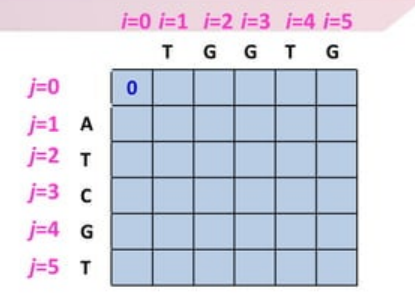 i=0 i=1 i=2 i=3 i=4 i=5
T G G T G
j=0 0
j=1 A
j=2 T
j=3 C
j=4 G
j=5 T